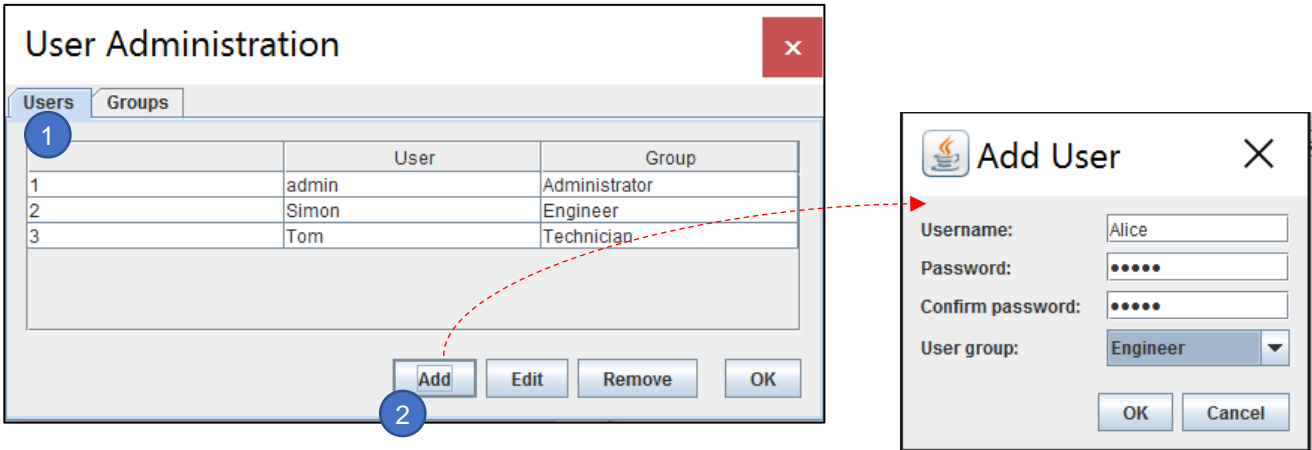 User Administration
×
Users Groups
1
User Group
1 admin Administrator
2 Simon Engineer
3 Tom Technician
Add Edit Remove OK
2
Add User
Username: Alice
Password: •••••
Confirm password: •••••
User group: Engineer
OK Cancel